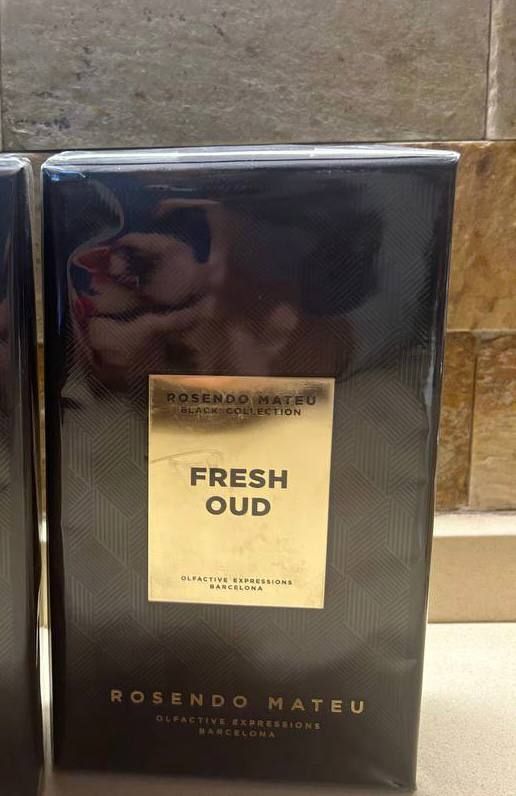 ROSENDO MATEU
BLACK COLLECTION
FRESH
OUD
OLFACTIVE EXPRESSIONS
BARCELONA
ROSENDO MATEU
OLFACTIVE EXPRESSIONS
BARCELONA